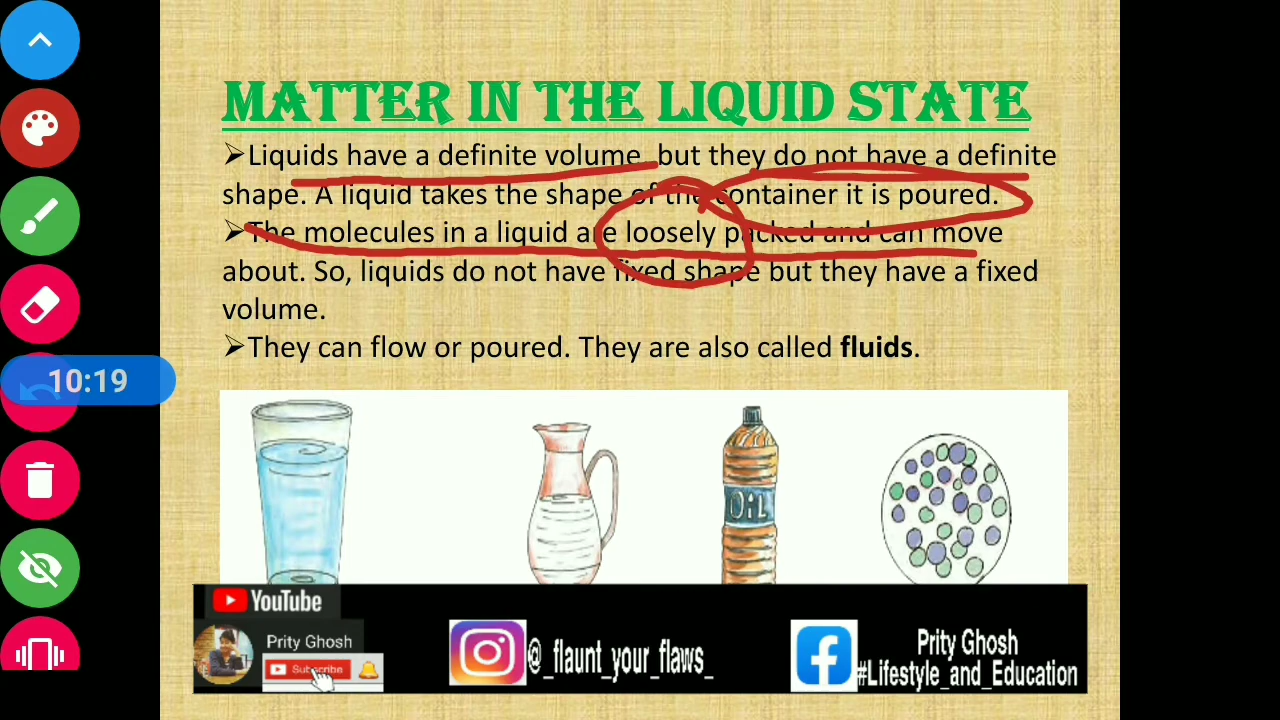 MATTER IN THE LIQUID STATE
➢Liquids have a definite volume, but they do not have a definite
shape. A liquid takes the shape of the container it is poured.
➢The molecules in a liquid are loosely packed and can move
about. So, liquids do not have fixed shape but they have a fixed
volume.
➢They can flow or poured. They are also called fluids.
10:19
OIL
YouTube
Prity Ghosh
Subscribe
@_flaunt_your_flaws_
Prity Ghosh
#Lifestyle_and_Education